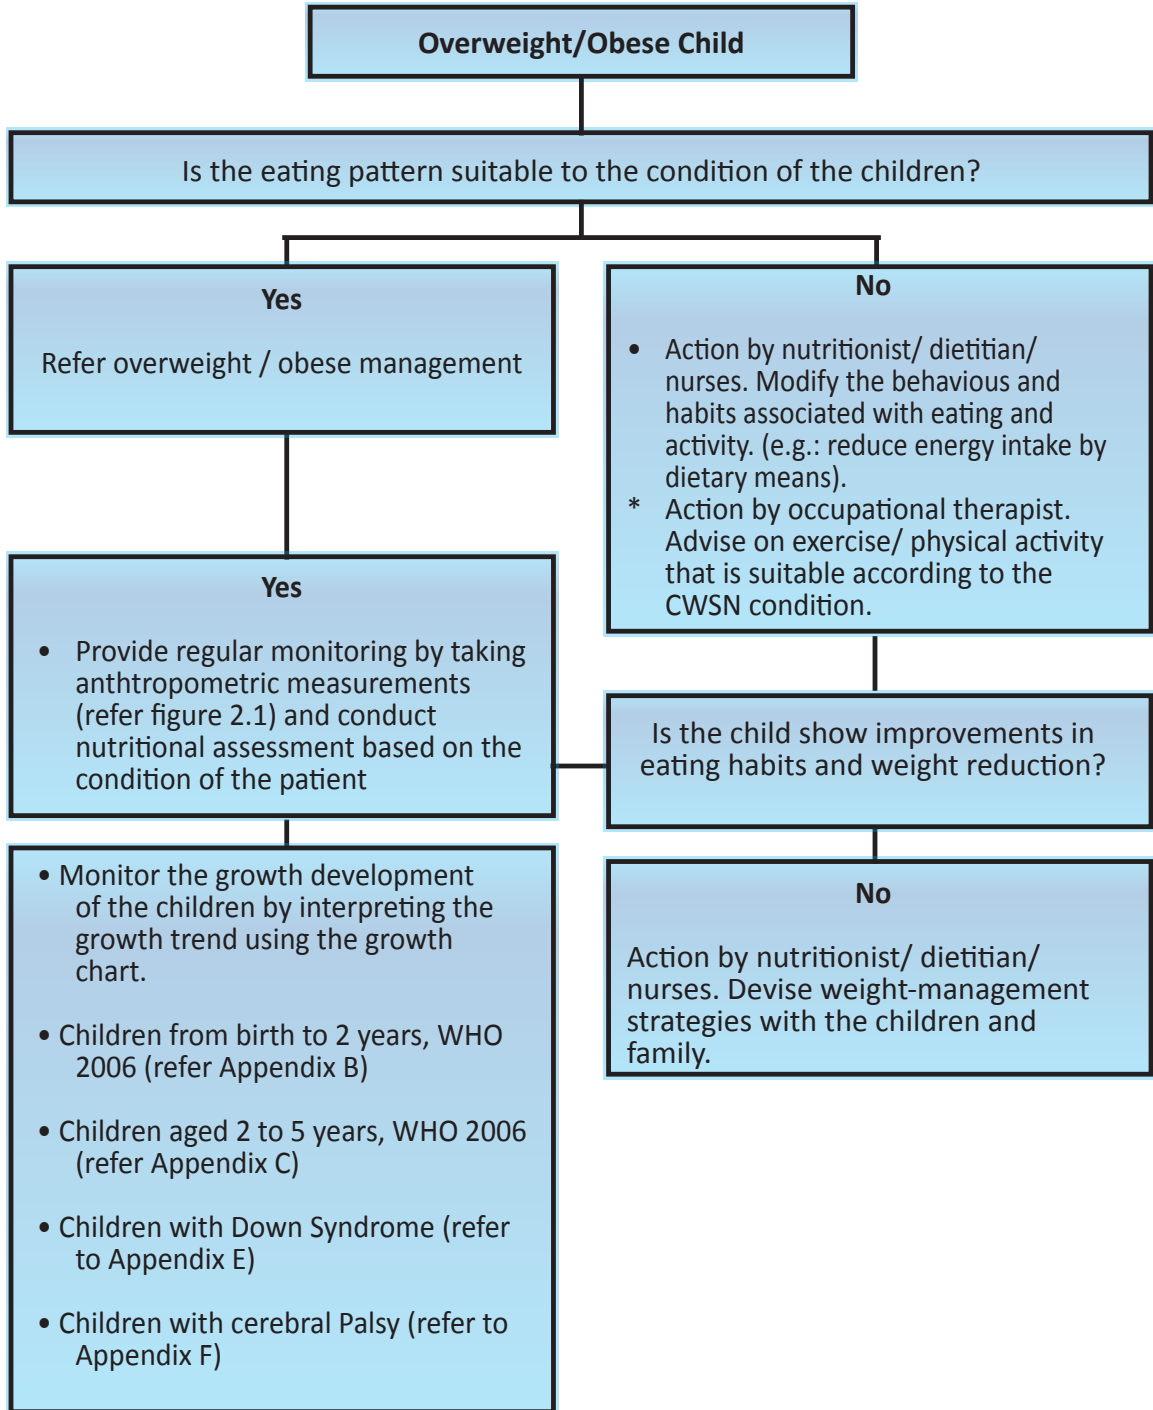 Overweight/Obese Child
Is the eating pattern suitable to the condition of the children?
Yes
Refer overweight / obese management
No
• Action by nutritionist/ dietitian/
nurses. Modify the behavious and
habits associated with eating and
activity. (e.g.: reduce energy intake by
dietary means).
* Action by occupational therapist.
Advise on exercise/ physical activity
that is suitable according to the
CWSN condition.
Yes
• Provide regular monitoring by taking
anthtropometric measurements
(refer figure 2.1) and conduct
nutritional assessment based on the
condition of the patient
Is the child show improvements in
eating habits and weight reduction?
• Monitor the growth development
of the children by interpreting the
growth trend using the growth
chart.
• Children from birth to 2 years, WHO
2006 (refer Appendix B)
• Children aged 2 to 5 years, WHO 2006
(refer Appendix C)
• Children with Down Syndrome (refer
to Appendix E)
• Children with cerebral Palsy (refer to
Appendix F)
No
Action by nutritionist/ dietitian/
nurses. Devise weight-management
strategies with the children and
family.